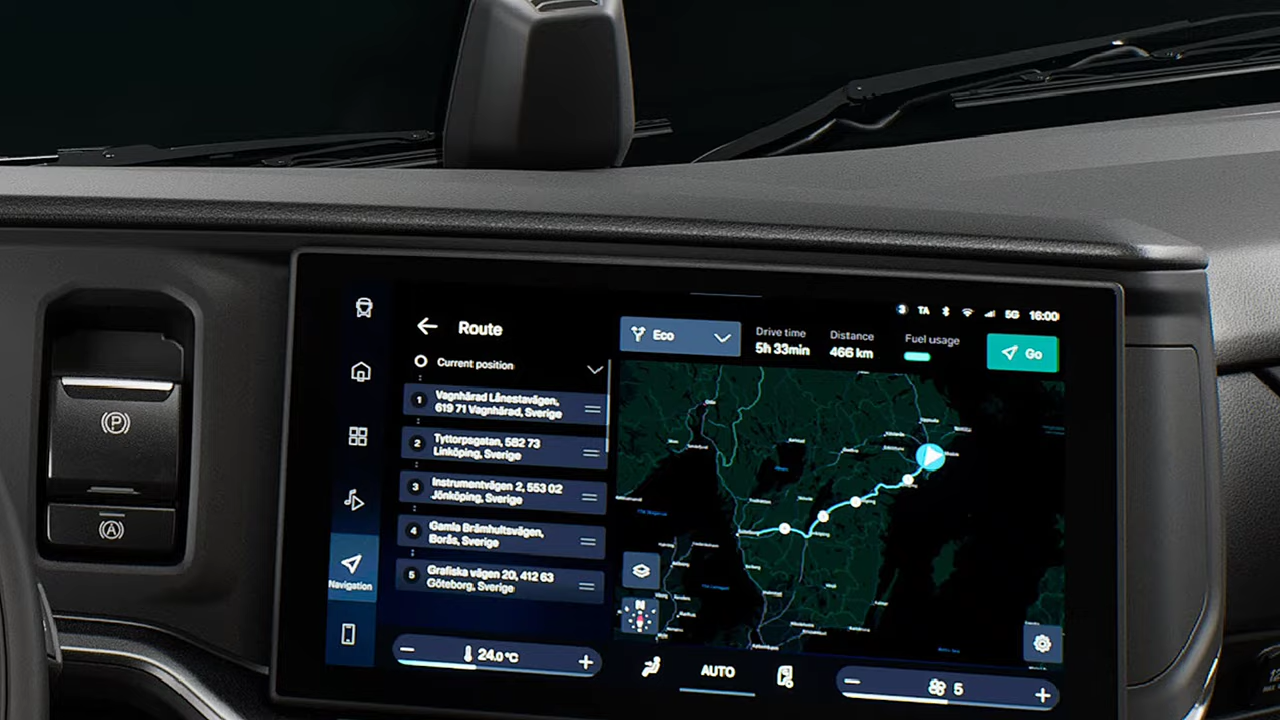 TA 5G 16:00
Route
Eco
Drive time
5h 33min
Distance
466 km
Fuel usage
Go
Current position
1
Vagnhärad Lånestavägen,
619 71 Vagnhärad, Sverige
2
Tyttorpsgatan, 582 73
Linköping, Sverige
3
Instrumentvägen 2, 553 02
Jönköping, Sverige
4
Gamla Brämhultsvägen,
Borås, Sverige
5
Grafiska vägen 20, 412 63
Göteborg, Sverige
Navigation
N
24.0 °C
AUTO
5
P
A